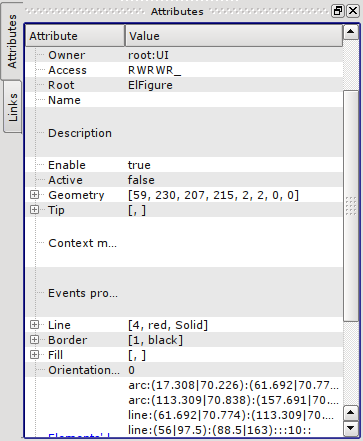 Attributes
Attributes
Links
Attribute Value
Owner root:UI
Access RWRWR_
Root ElFigure
Name
Description
Enable true
Active false
Geometry [59, 230, 207, 215, 2, 2, 0, 0]
Tip [, ]
Context m...
Events pro...
Line [4, red, Solid]
Border [1, black]
Fill [, ]
Orientation... 0
arc:(17.308|70.226):(61.692|70.77...
arc:(113.309|70.838):(157.691|70...
line:(61.692|70.774):(113.309|70...
line:(56|97.5):(88.5|163):::10::